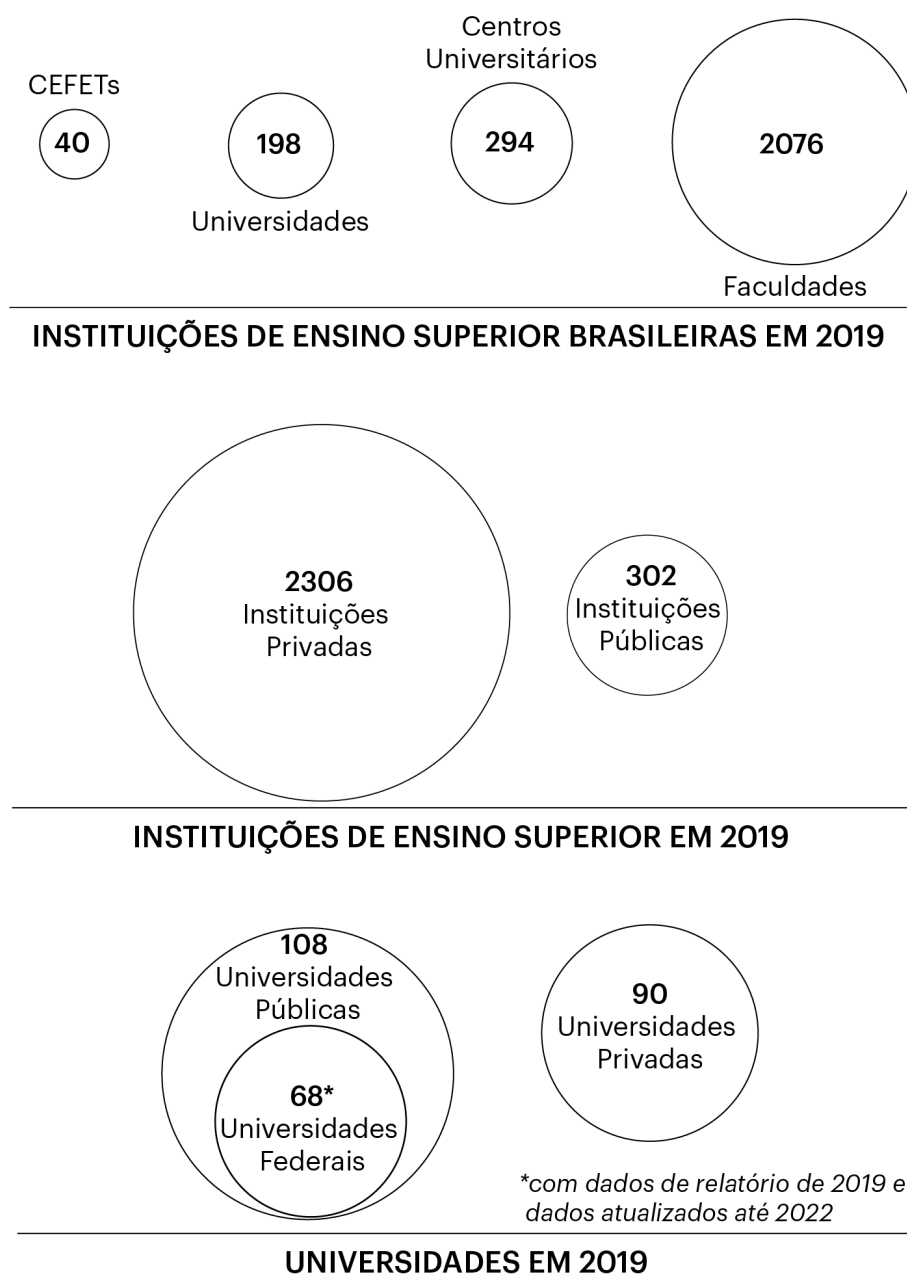 Centros
Universitários
CEFETs
40
198
294
2076
Universidades
Faculdades
INSTITUIÇÕES DE ENSINO SUPERIOR BRASILEIRAS EM 2019
2306
Instituições
Privadas
302
Instituições
Públicas
INSTITUIÇÕES DE ENSINO SUPERIOR EM 2019
108
Universidades
Públicas
68*
Universidades
Federais
90
Universidades
Privadas
*com dados de relatório de 2019 e
dados atualizados até 2022
UNIVERSIDADES EM 2019